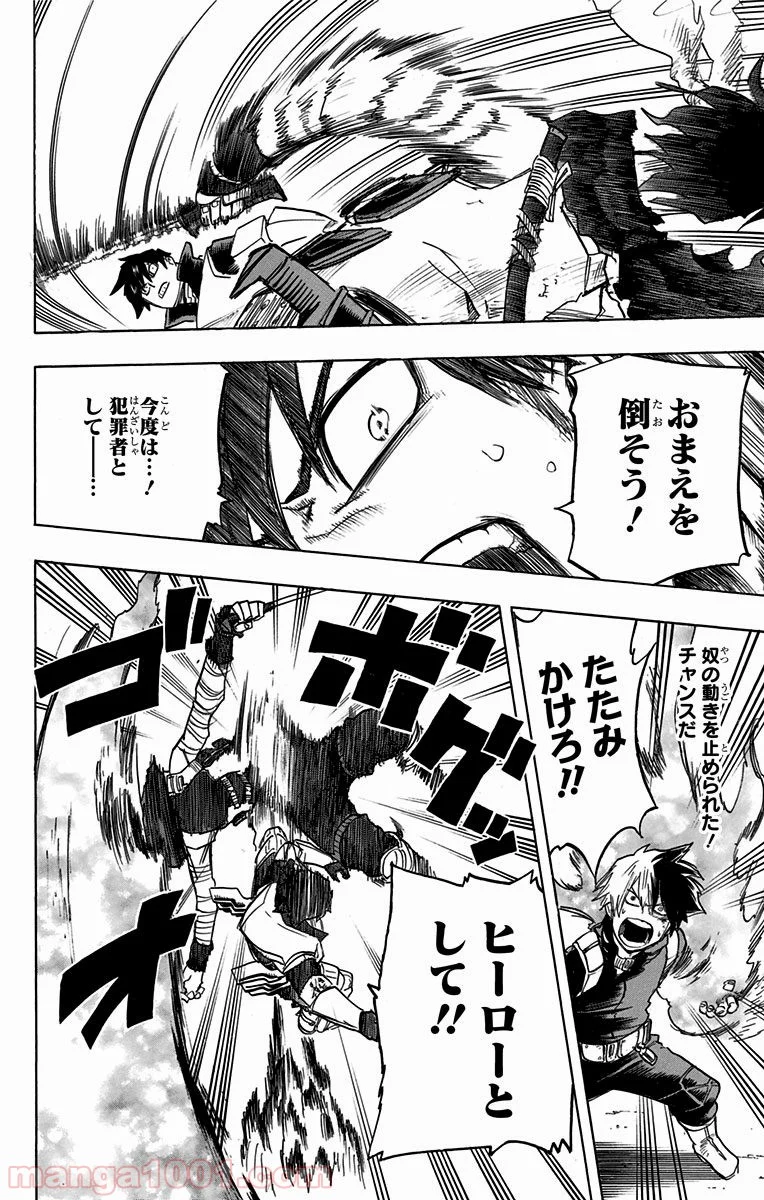 おまえを
倒そう!
今度は…!
犯罪者と
して――
奴の動きを止められた!
チャンスだ
たたみ
かけろ!!
ヒーローと
して!!
ボグ
ゴォ
manga1001.com